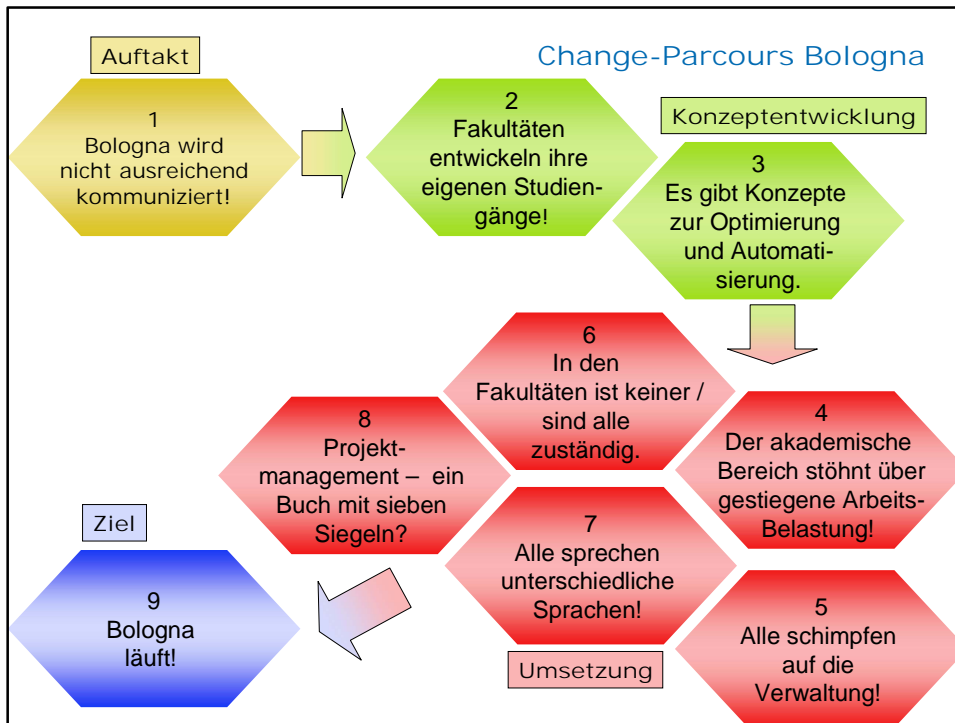 Change-Parcours Bologna
Auftakt
1
Bologna wird
nicht ausreichend
kommuniziert!
Konzeptentwicklung
2
Fakultäten
entwickeln ihre
eigenen Studien-
gänge!
3
Es gibt Konzepte
zur Optimierung
und Automati-
sierung.
4
Der akademische
Bereich stöhnt über
gestiegene Arbeits-
Belastung!
5
Alle schimpfen
auf die
Verwaltung!
6
In den
Fakultäten ist keiner /
sind alle
zuständig.
7
Alle sprechen
unterschiedliche
Sprachen!
Umsetzung
8
Projekt-
management – ein
Buch mit sieben
Siegeln?
Ziel
9
Bologna
läuft!